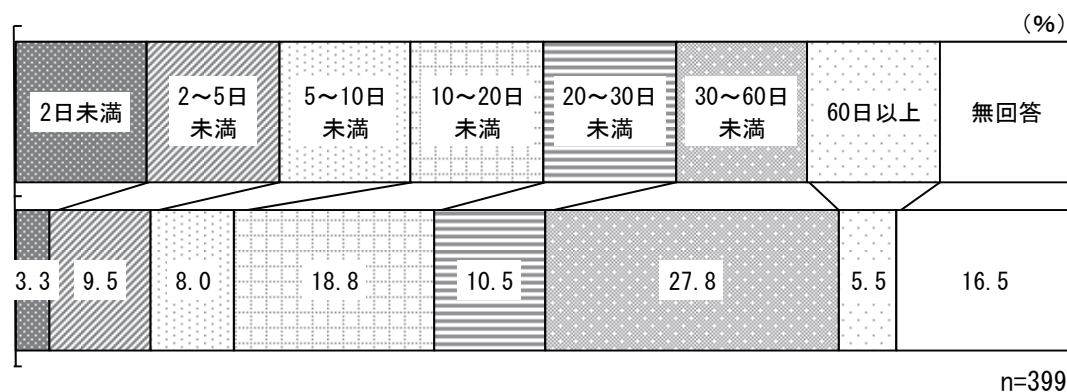 (%)
2日未満
2～5日
未満
5～10日
未満
10～20日
未満
20～30日
未満
30～60日
未満
60日以上
無回答
3.3
9.5
8.0
18.8
10.5
27.8
5.5
16.5
n=399